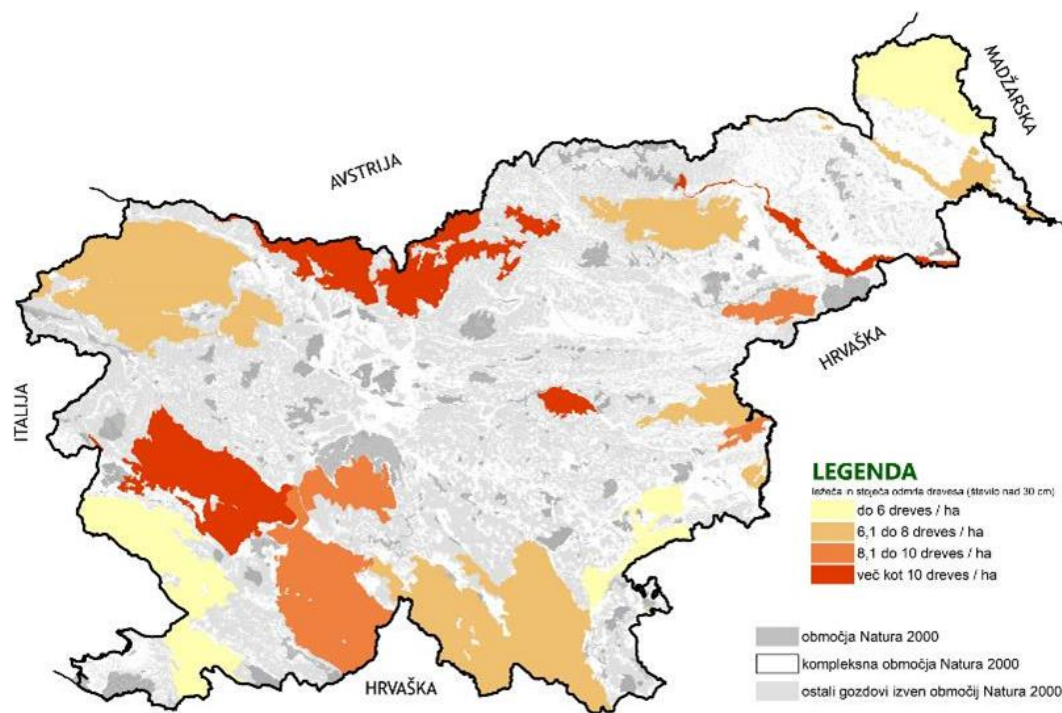 AVSTRIJA
MADŽARSKA
HRVAŠKA
ITALIJA
HRVAŠKA
LEGENDA
ležeča in stoječa odmrla drevesa (število nad 30 cm)
do 6 dreves / ha
6,1 do 8 dreves / ha
8,1 do 10 dreves / ha
več kot 10 dreves / ha
območja Natura 2000
kompleksna območja Natura 2000
ostali gozdovi izven območij Natura 2000